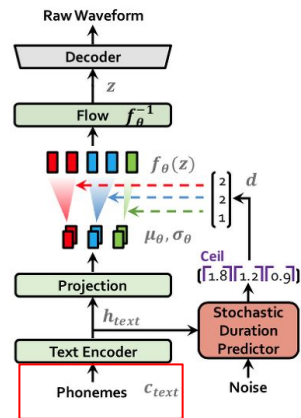 Raw Waveform
Decoder
z
Flow f_θ^{-1}
f_θ(z)
2
2
1
d
μ_θ, σ_θ
Ceil
(⌈1.8⌉⌈1.2⌉⌈0.9⌉)
Projection
h_text
Stochastic
Duration
Predictor
Text Encoder
Phonemes c_text
Noise